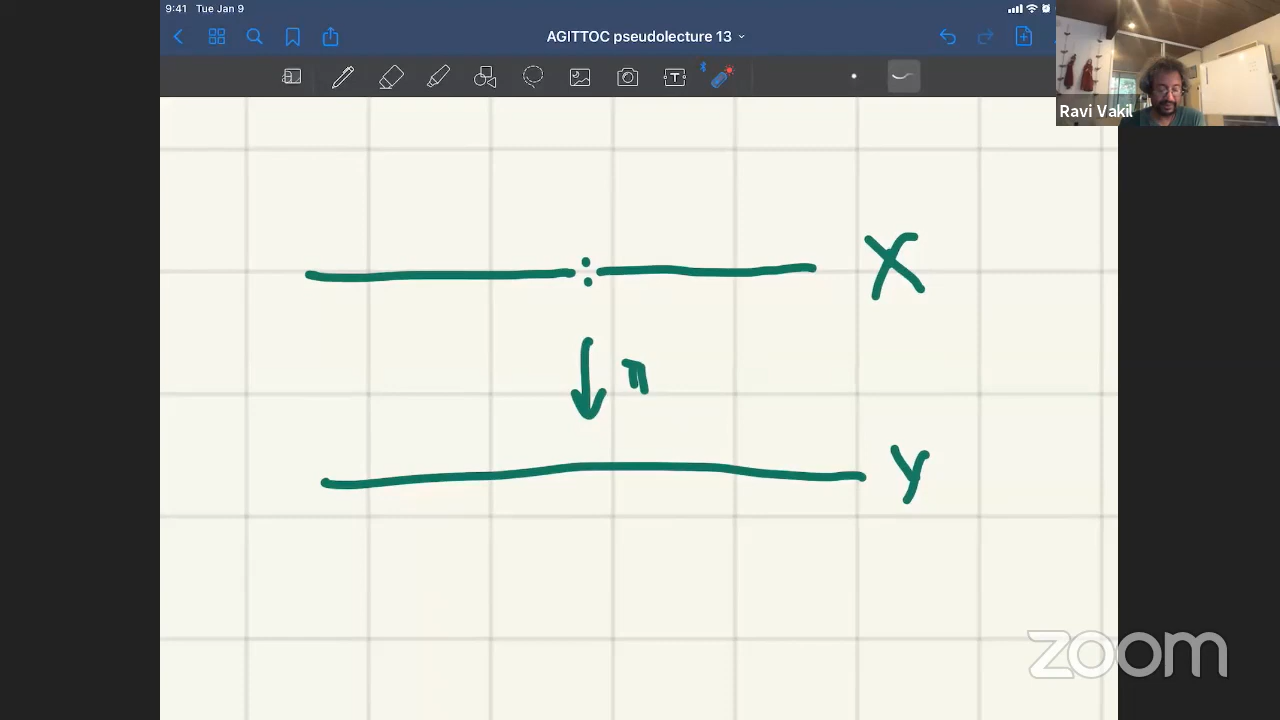 9:41 Tue Jan 9
AGITTOC pseudolecture 13
T
Ravi Vakil
X
π
Y
zoom